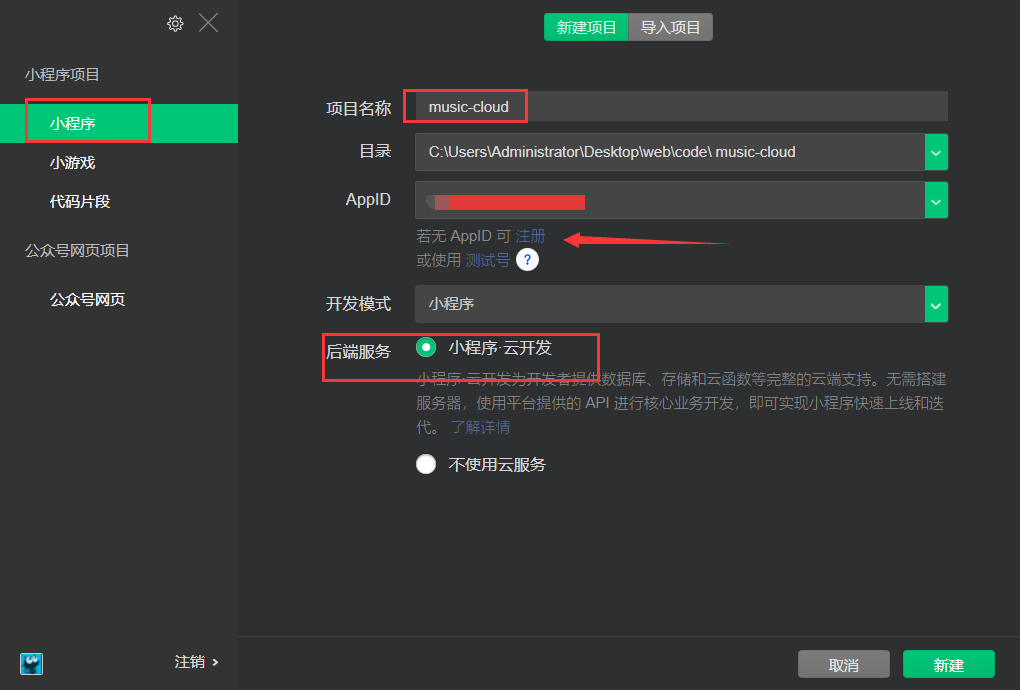 新建项目 导入项目
小程序项目
小程序
小游戏
代码片段
公众号网页项目
公众号网页
注销
项目名称 music-cloud
目录 C:\Users\Administrator\Desktop\web\code\ music-cloud
AppID
若无 AppID 可 注册
或使用 测试号 ?
开发模式 小程序
后端服务 小程序·云开发
小程序·云开发为开发者提供数据库、存储和云函数等完整的云端支持。无需搭建
服务器，使用平台提供的 API 进行核心业务开发，即可实现小程序快速上线和迭
代。 了解详情
不使用云服务
取消 新建